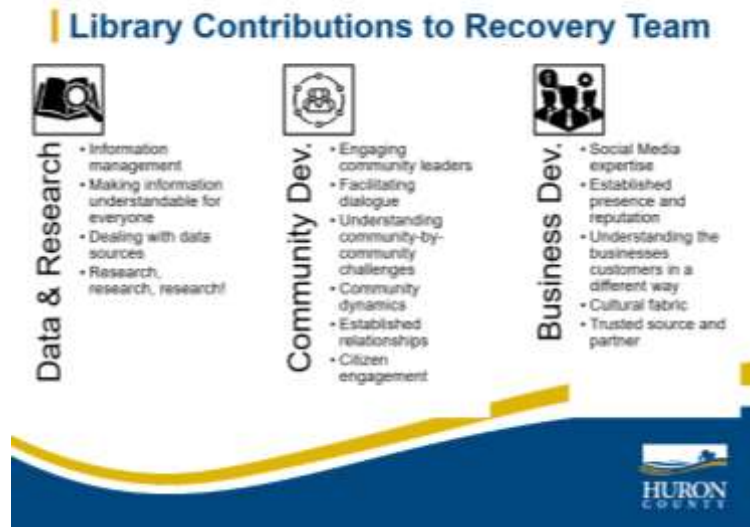 Library Contributions to Recovery Team
Data & Research
• Information
management
• Making information
understandable for
everyone
• Dealing with data
sources
• Research,
research, research!
Community Dev.
• Engaging
community leaders
• Facilitating
dialogue
• Understanding
community-by-
community
challenges
• Community
dynamics
• Established
relationships
• Citizen
engagement
Business Dev.
• Social Media
expertise
• Established
presence and
reputation
• Understanding the
businesses
customers in a
different way
• Cultural fabric
• Trusted source and
partner
HURON
COUNTY